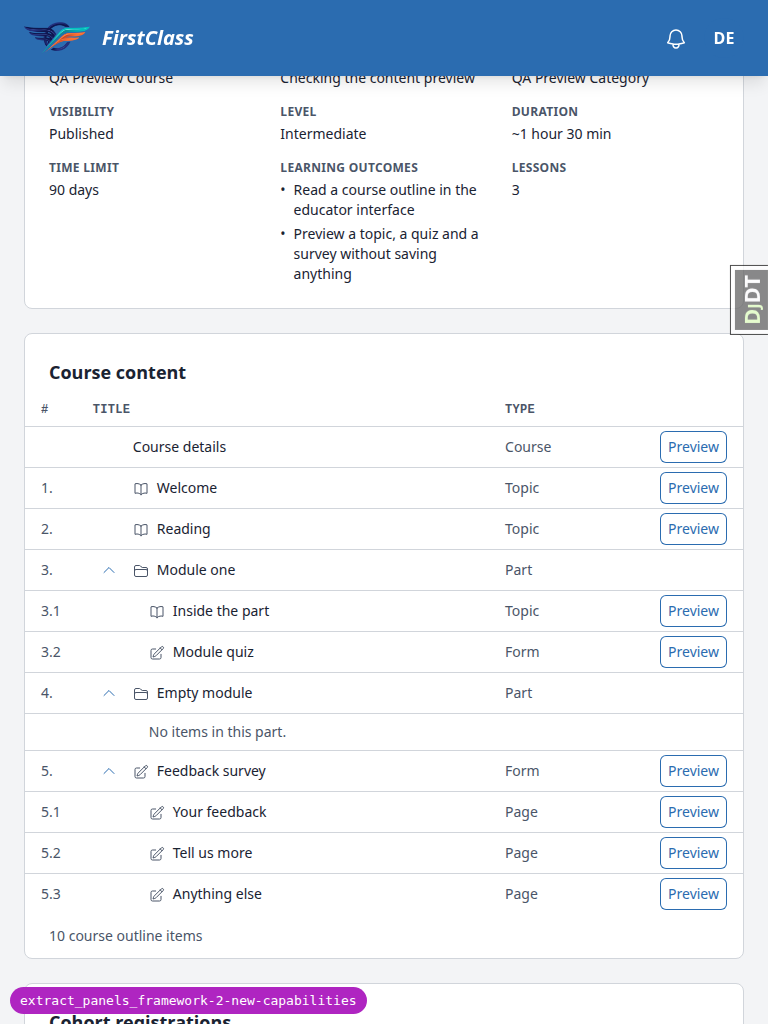 FirstClass
DE
QA Preview Course
Checking the content preview
QA Preview Category
VISIBILITY
Published
LEVEL
Intermediate
DURATION
~1 hour 30 min
TIME LIMIT
90 days
LEARNING OUTCOMES
• Read a course outline in the
educator interface
• Preview a topic, a quiz and a
survey without saving
anything
LESSONS
3
DjDT
Course content
# TITLE TYPE
Course details Course Preview
1. Welcome Topic Preview
2. Reading Topic Preview
3. Module one Part
3.1 Inside the part Topic Preview
3.2 Module quiz Form Preview
4. Empty module Part
No items in this part.
5. Feedback survey Form Preview
5.1 Your feedback Page Preview
5.2 Tell us more Page Preview
5.3 Anything else Page Preview
10 course outline items
extract_panels_framework-2-new-capabilities
Cohort registrations